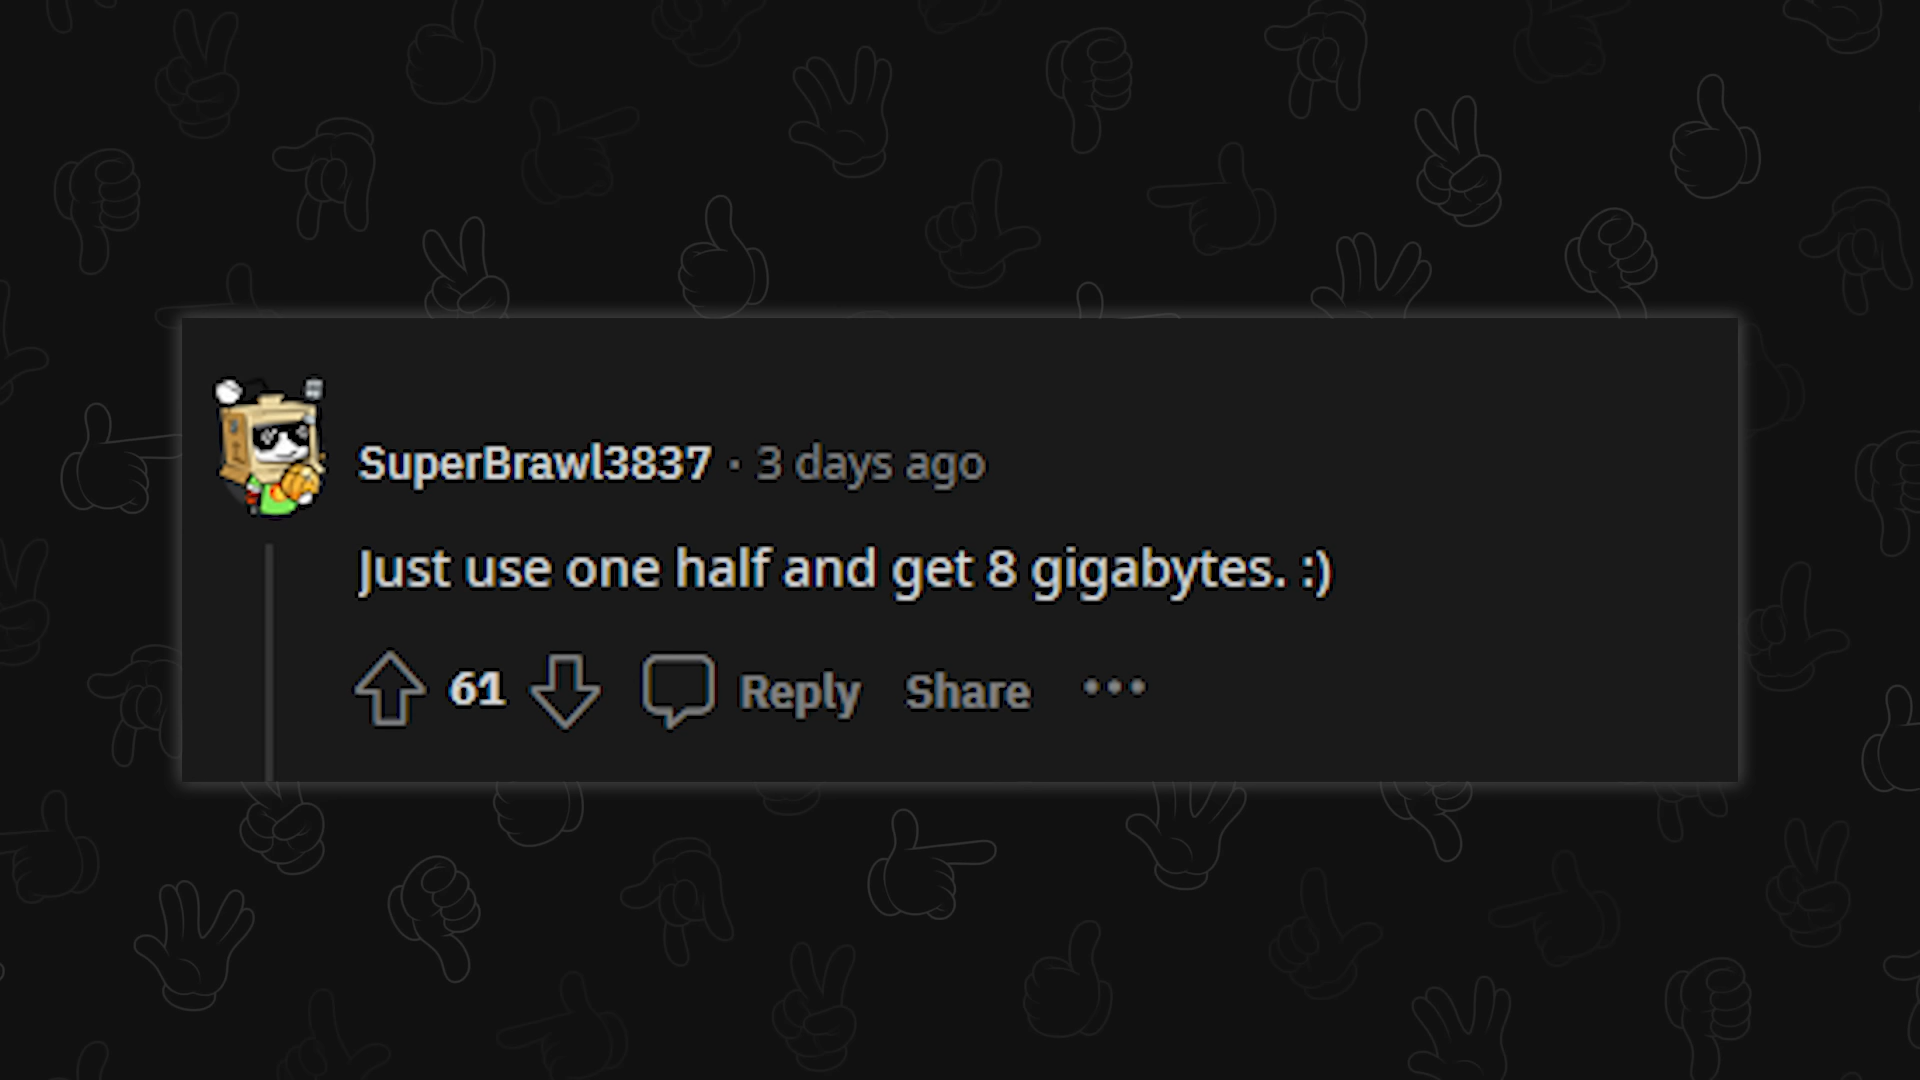 SuperBrawl3837 · 3 days ago
Just use one half and get 8 gigabytes. :)
61 Reply Share •••